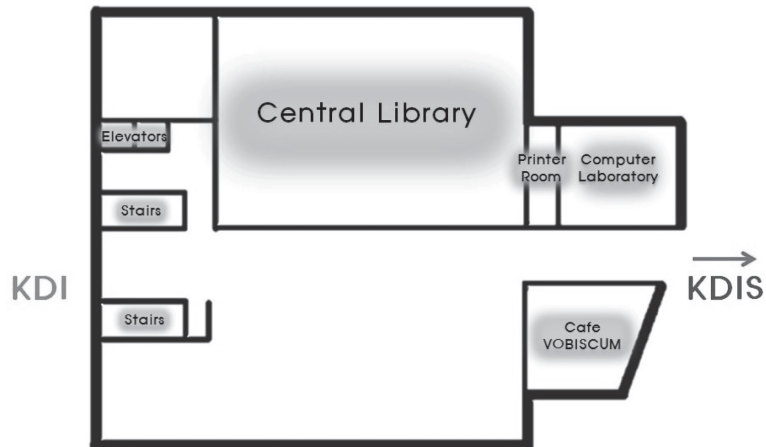 Central Library
Elevators
Printer
Room
Computer
Laboratory
Stairs
KDI
KDIS
Stairs
Cafe
VOBISCUM